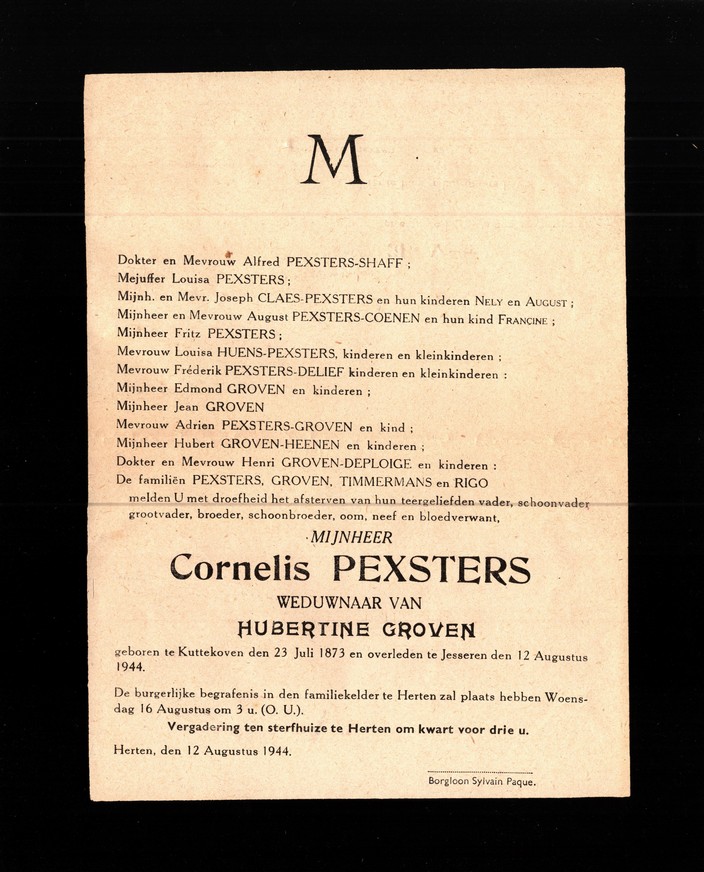 M
Dokter en Mevrouw Alfred PEXSTERS-SHAFF ;
Mejuffer Louisa PEXSTERS ;
Mijnh. en Mevr. Joseph CLAES-PEXSTERS en hun kinderen NELY en AUGUST ;
Mijnheer en Mevrouw August PEXSTERS-COENEN en hun kind FRANCINE ;
Mijnheer Fritz PEXSTERS ;
Mevrouw Louisa HUENS-PEXSTERS, kinderen en kleinkinderen ;
Mevrouw Fréderik PEXSTERS-DELIEF kinderen en kleinkinderen :
Mijnheer Edmond GROVEN en kinderen ;
Mijnheer Jean GROVEN
Mevrouw Adrien PEXSTERS-GROVEN en kind ;
Mijnheer Hubert GROVEN-HEENEN en kinderen ;
Dokter en Mevrouw Henri GROVEN-DEPLOIGE en kinderen :
De familiën PEXSTERS, GROVEN, TIMMERMANS en RIGO
melden U met droefheid het afsterven van hun teergeliefden vader, schoonvader
grootvader, broeder, schoonbroeder, oom, neef en bloedverwant,
MIJNHEER
Cornelis PEXSTERS
WEDUWNAAR VAN
HUBERTINE GROVEN
geboren te Kuttekoven den 23 Juli 1873 en overleden te Jesseren den 12 Augustus
1944.
De burgerlijke begrafenis in den familiekelder te Herten zal plaats hebben Woens-
dag 16 Augustus om 3 u. (O. U.).
Vergadering ten sterfhuize te Herten om kwart voor drie u.
Herten, den 12 Augustus 1944.
Borgloon Sylvain Paque.